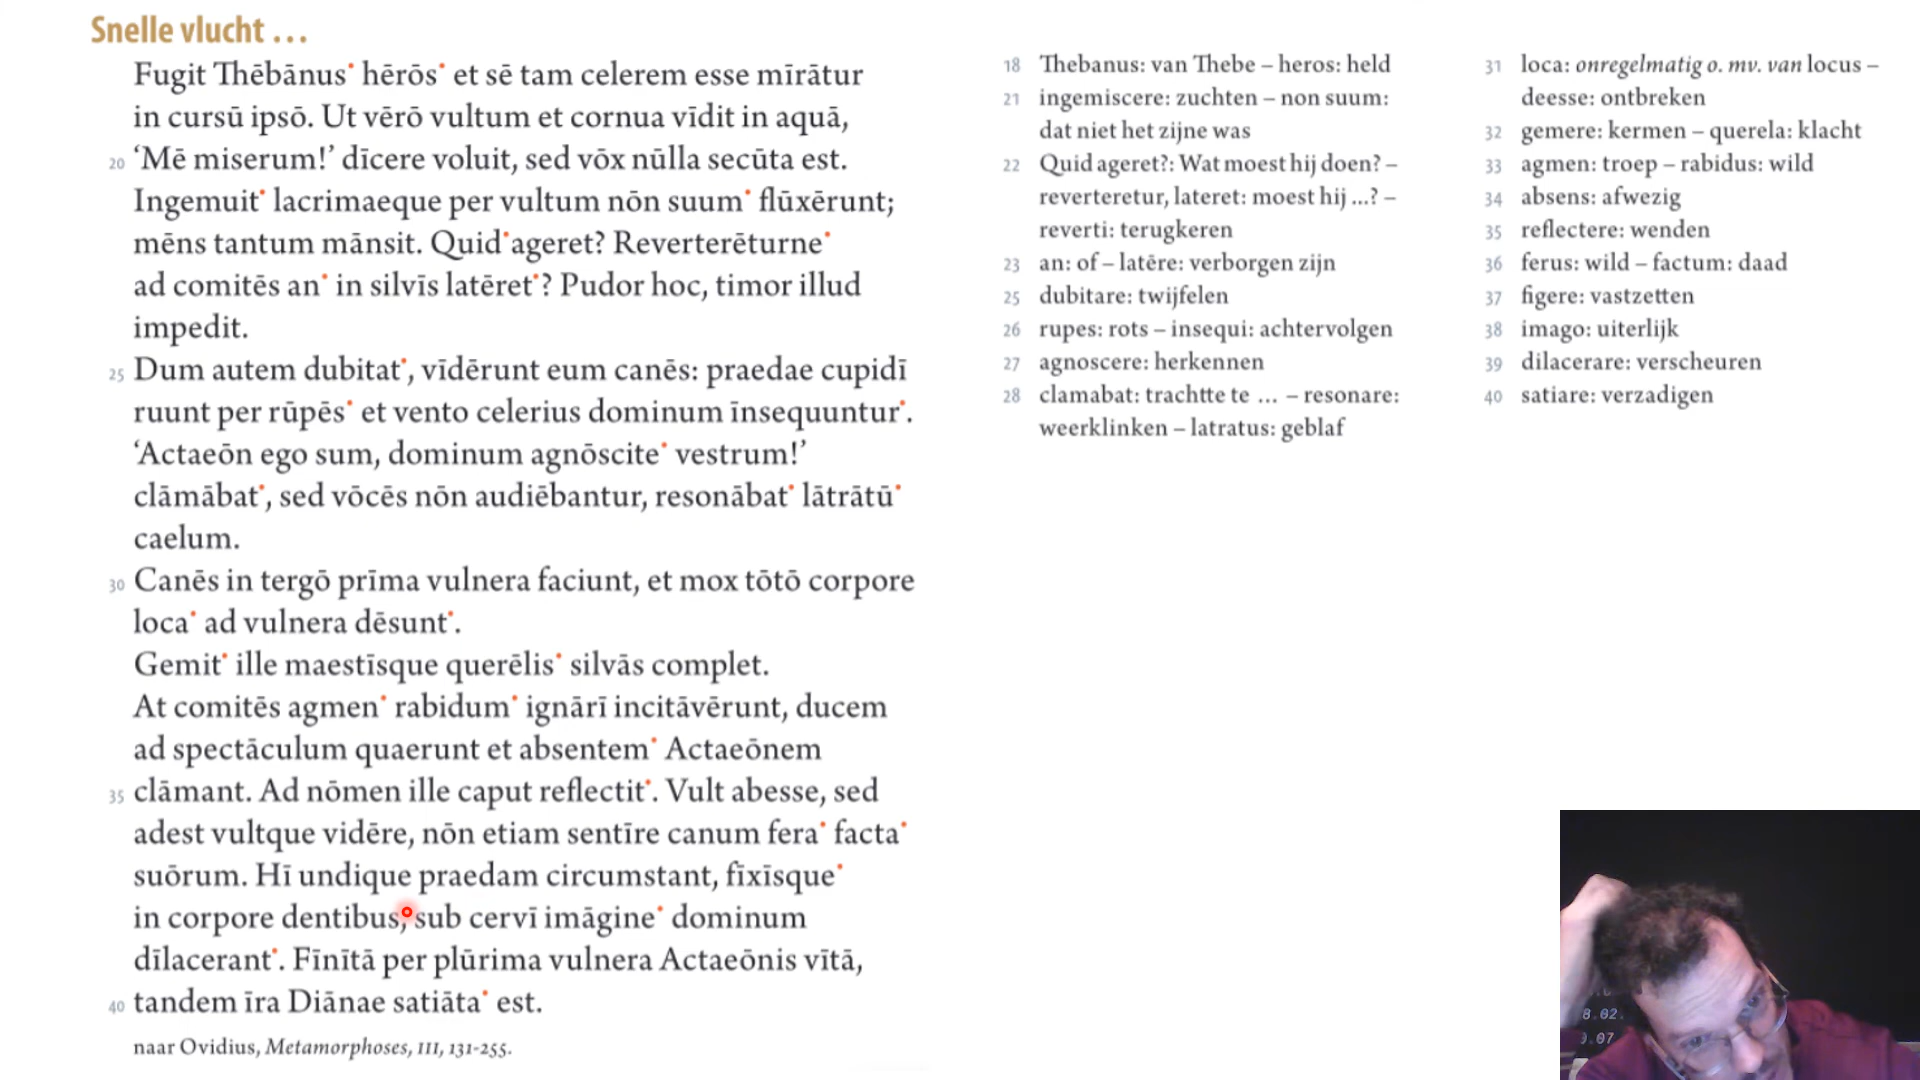 Snelle vlucht …
Fugit Thēbānus• hērōs• et sē tam celerem esse mīrātur
in cursū ipsō. Ut vērō vultum et cornua vīdit in aquā,
20 ‘Mē miserum!’ dīcere voluit, sed vōx nūlla secūta est.
Ingemuit• lacrimaeque per vultum nōn suum• flūxērunt;
mēns tantum mānsit. Quid•ageret? Reverterēturne•
ad comitēs an• in silvīs latēret•? Pudor hoc, timor illud
impedit.
25 Dum autem dubitat•, vīdērunt eum canēs: praedae cupidī
ruunt per rūpēs• et vento celerius dominum īnsequuntur•.
‘Actaeōn ego sum, dominum agnōscite• vestrum!’
clāmābat•, sed vōcēs nōn audiēbantur, resonābat• lātrātū•
caelum.
30 Canēs in tergō prīma vulnera faciunt, et mox tōtō corpore
loca• ad vulnera dēsunt•.
Gemit• ille maestīsque querēlis• silvās complet.
At comitēs agmen• rabidum• ignārī incitāvērunt, ducem
ad spectāculum quaerunt et absentem• Actaeōnem
35 clāmant. Ad nōmen ille caput reflectit•. Vult abesse, sed
adest vultque vidēre, nōn etiam sentīre canum fera• facta•
suōrum. Hī undique praedam circumstant, fīxīsque•
in corpore dentibus, sub cervī imāgine• dominum
dīlacerant•. Fīnītā per plūrima vulnera Actaeōnis vītā,
40 tandem īra Diānae satiāta• est.
naar Ovidius, Metamorphoses, III, 131-255.
18 Thebanus: van Thebe – heros: held
21 ingemiscere: zuchten – non suum:
dat niet het zijne was
22 Quid ageret?: Wat moest hij doen? –
reverteretur, lateret: moest hij ...? –
reverti: terugkeren
23 an: of – latēre: verborgen zijn
25 dubitare: twijfelen
26 rupes: rots – insequi: achtervolgen
27 agnoscere: herkennen
28 clamabat: trachtte te … – resonare:
weerklinken – latratus: geblaf
31 loca: onregelmatig o. mv. van locus –
deesse: ontbreken
32 gemere: kermen – querela: klacht
33 agmen: troep – rabidus: wild
34 absens: afwezig
35 reflectere: wenden
36 ferus: wild – factum: daad
37 figere: vastzetten
38 imago: uiterlijk
39 dilacerare: verscheuren
40 satiare: verzadigen
8.02
.07